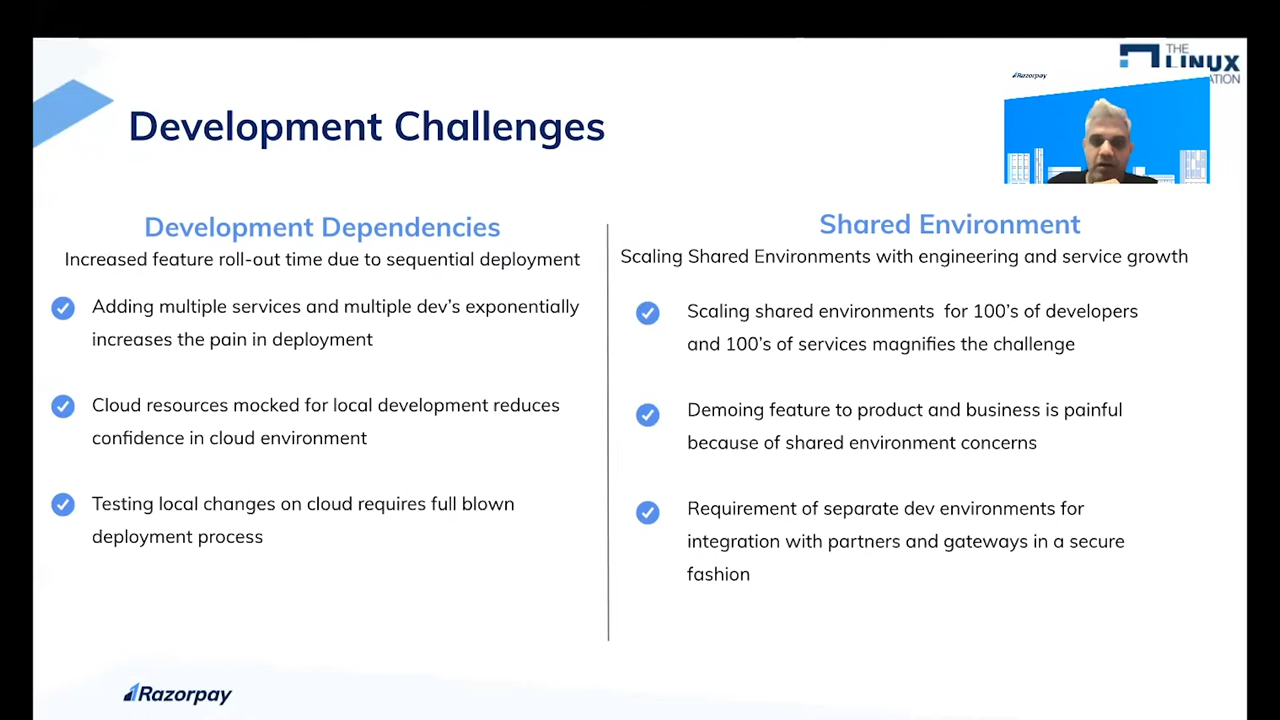 THE
LINUX
ATION
Razorpay
Development Challenges
Development Dependencies
Increased feature roll-out time due to sequential deployment
Adding multiple services and multiple dev’s exponentially
increases the pain in deployment
Cloud resources mocked for local development reduces
confidence in cloud environment
Testing local changes on cloud requires full blown
deployment process
Shared Environment
Scaling Shared Environments with engineering and service growth
Scaling shared environments for 100’s of developers
and 100’s of services magnifies the challenge
Demoing feature to product and business is painful
because of shared environment concerns
Requirement of separate dev environments for
integration with partners and gateways in a secure
fashion
Razorpay